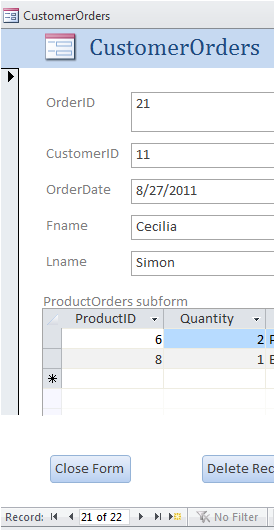 CustomerOrders
CustomerOrders
OrderID 21
CustomerID 11
OrderDate 8/27/2011
Fname Cecilia
Lname Simon
ProductOrders subform
ProductID Quantity
6 2
8 1
Close Form Delete Rec
Record: 21 of 22 No Filter